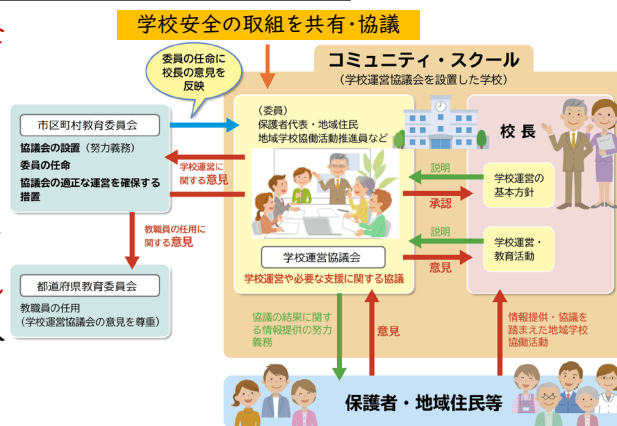 学校安全の取組を共有・協議
委員の任命に
校長の意見を
反映
コミュニティ・スクール
（学校運営協議会を設置した学校）
市区町村教育委員会
協議会の設置（努力義務）
委員の任命
協議会の適正な運営を確保する
措置
（委員）
保護者代表・地域住民
地域学校協働活動推進員など
校長
学校運営に
関する意見
説明
承認
学校運営の
基本方針
学校運営協議会
学校運営や必要な支援に関する協議
説明
意見
学校運営・
教育活動
教職員の任用に
関する意見
都道府県教育委員会
教職員の任用
（学校運営協議会の意見を尊重）
協議の結果に関す
る情報提供の努力
義務
意見
情報提供・協議を
踏まえた地域学校
協働活動
保護者・地域住民等